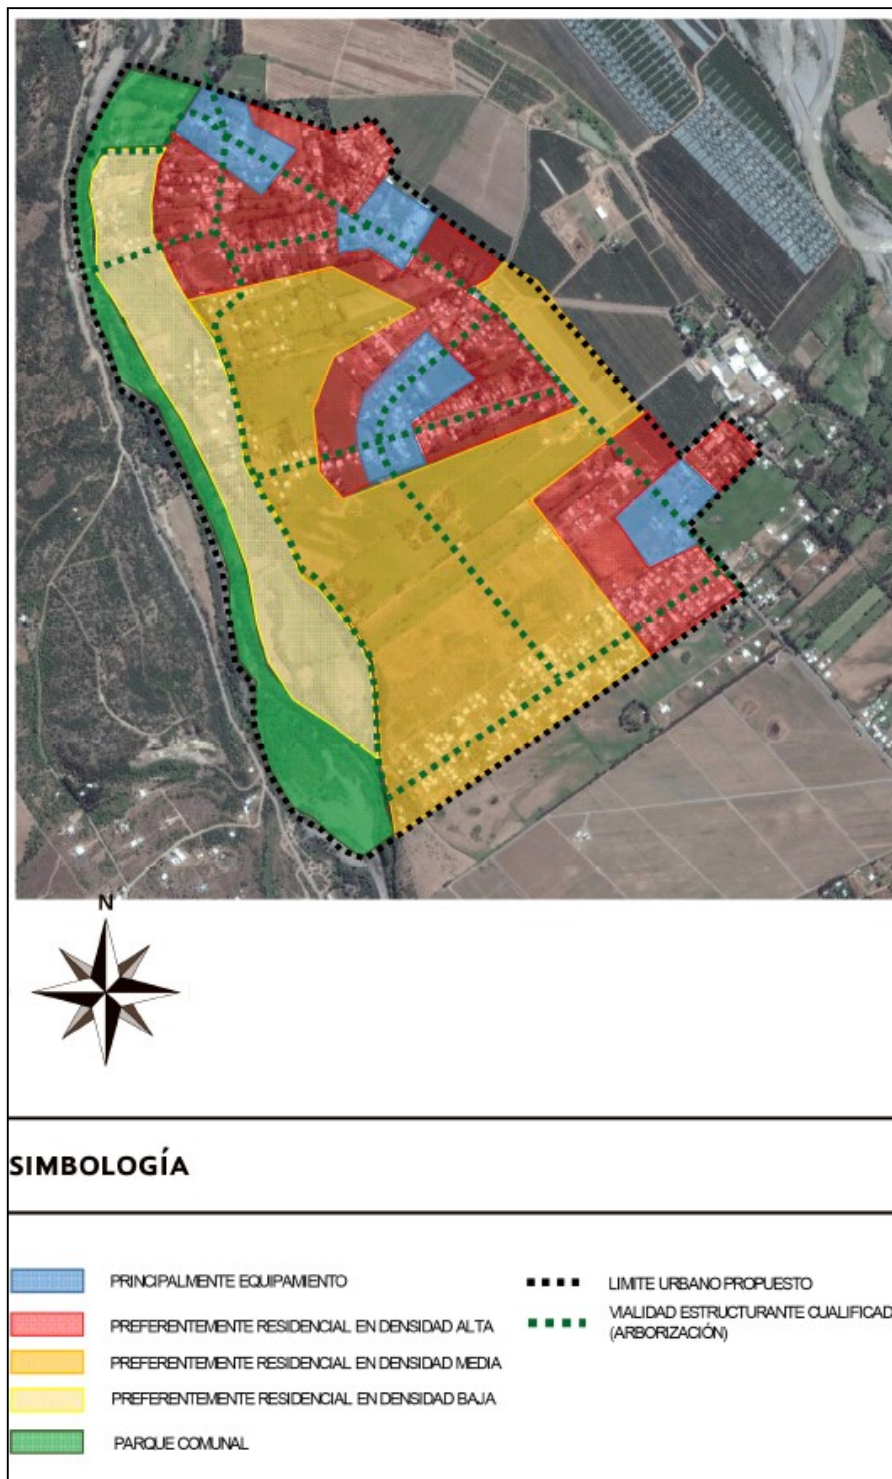 N
SIMBOLOGÍA
PRINCIPALMENTE EQUIPAMIENTO
PREFERENTEMENTE RESIDENCIAL EN DENSIDAD ALTA
PREFERENTEMENTE RESIDENCIAL EN DENSIDAD MEDIA
PREFERENTEMENTE RESIDENCIAL EN DENSIDAD BAJA
PARQUE COMUNAL
LIMITE URBANO PROPUESTO
VIALIDAD ESTRUCTURANTE CUALIFICAD
(ARBORIZACIÓN)